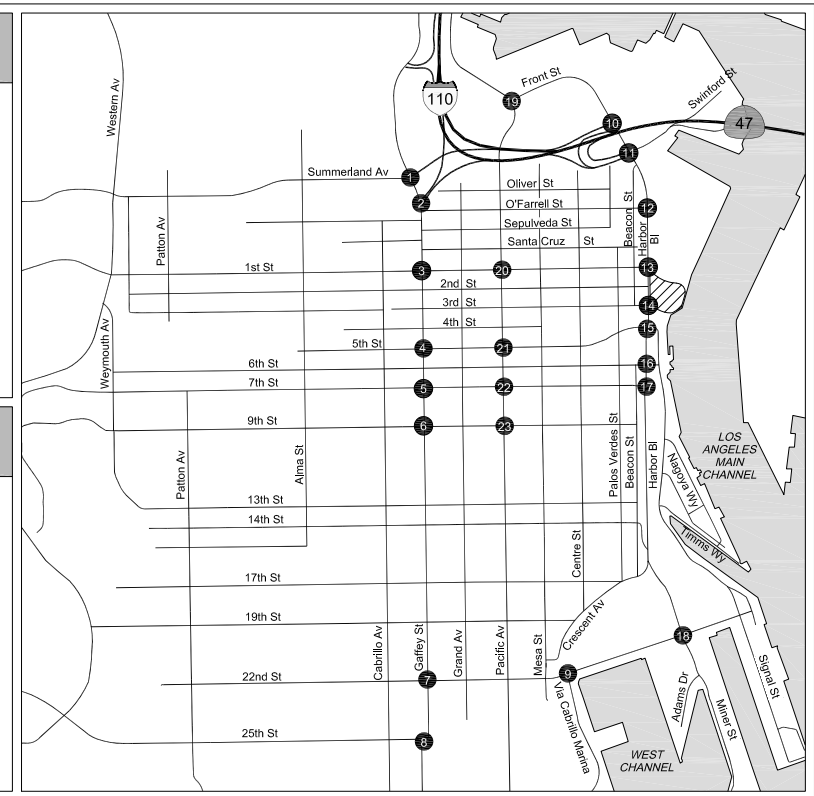 Front St
Swinford St
Western Av
110
19
10
47
11
Summerland Av
1
Oliver St
2
O'Farrell St
12
Sepulveda St
Beacon St
Harbor Bl
Patton Av
Santa Cruz St
1st St
3
20
13
2nd St
3rd St
14
4th St
15
5th St
4
21
Weymouth Av
6th St
16
7th St
5
22
17
9th St
6
23
LOS
ANGELES
MAIN
CHANNEL
Patton Av
Alma St
Palos Verdes St
Beacon St
Harbor Bl
Nagoya Wy
13th St
14th St
Timms Wy
Centre St
17th St
19th St
Crescent Av
Cabrillo Av
Gaffey St
Grand Av
Pacific Av
Mesa St
18
22nd St
7
9
Via Cabrillo Marina
Adams Dr
Miner St
Signal St
25th St
8
WEST
CHANNEL